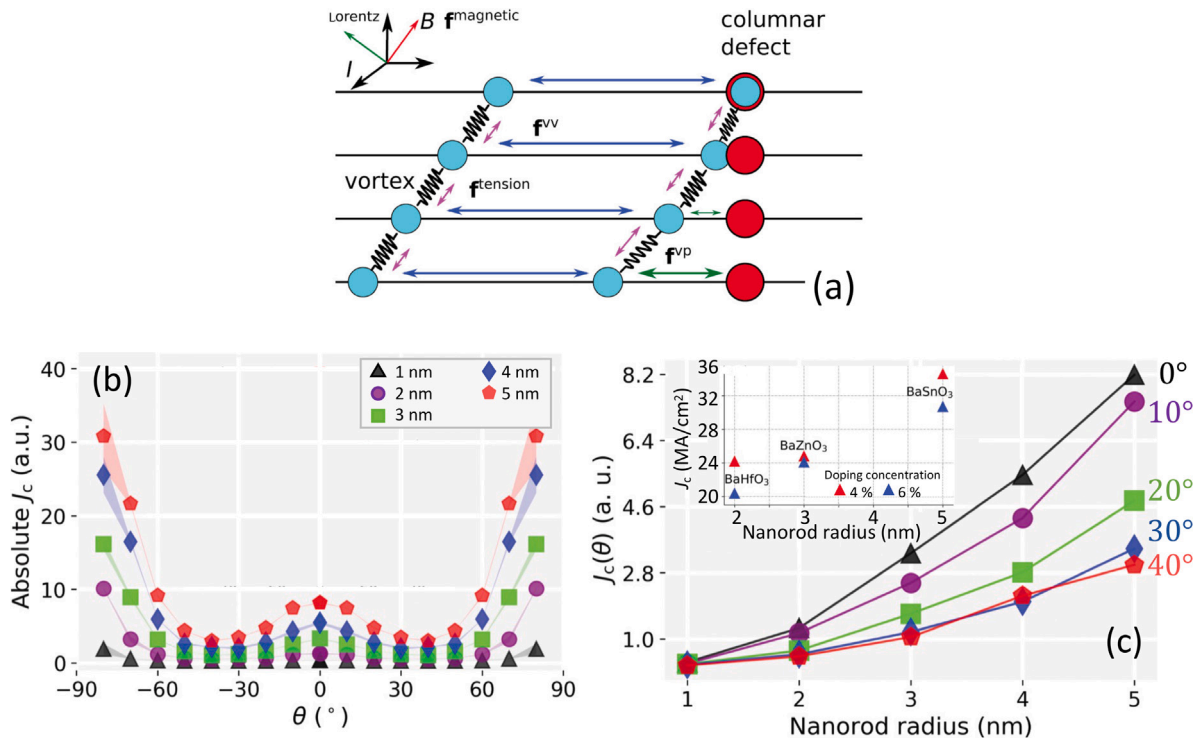 Lorentz
B f^magnetic
I
columnar
defect
f^vv
vortex
f^tension
f^vp
(a)
(b)
1 nm
2 nm
3 nm
4 nm
5 nm
Absolute J_c (a.u.)
40
30
20
10
0
−90
−60
−30
0
30
60
90
θ (°)
(c)
J_c(θ) (a. u.)
8.2
6.4
4.6
2.8
1.0
1
2
3
4
5
Nanorod radius (nm)
0°
10°
20°
30°
40°
J_c (MA/cm²)
36
32
28
24
20
BaSnO₃
BaZnO₃
BaHfO₃
Doping concentration
4 %
6 %
2
3
4
5
Nanorod radius (nm)